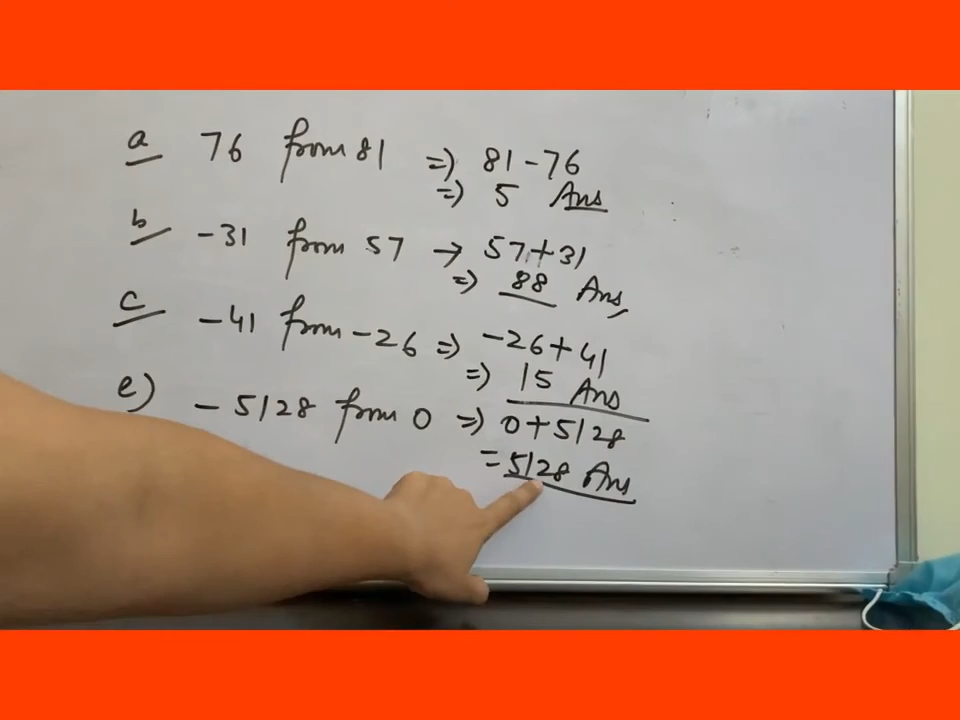 a 76 from 81 => 81 - 76
=> 5 Ans
b -31 from 57 → 57 + 31
=> 88 Ans
c -41 from -26 => -26 + 41
=> 15 Ans
e) -5128 from 0 => 0 + 5128
= 5128 Ans